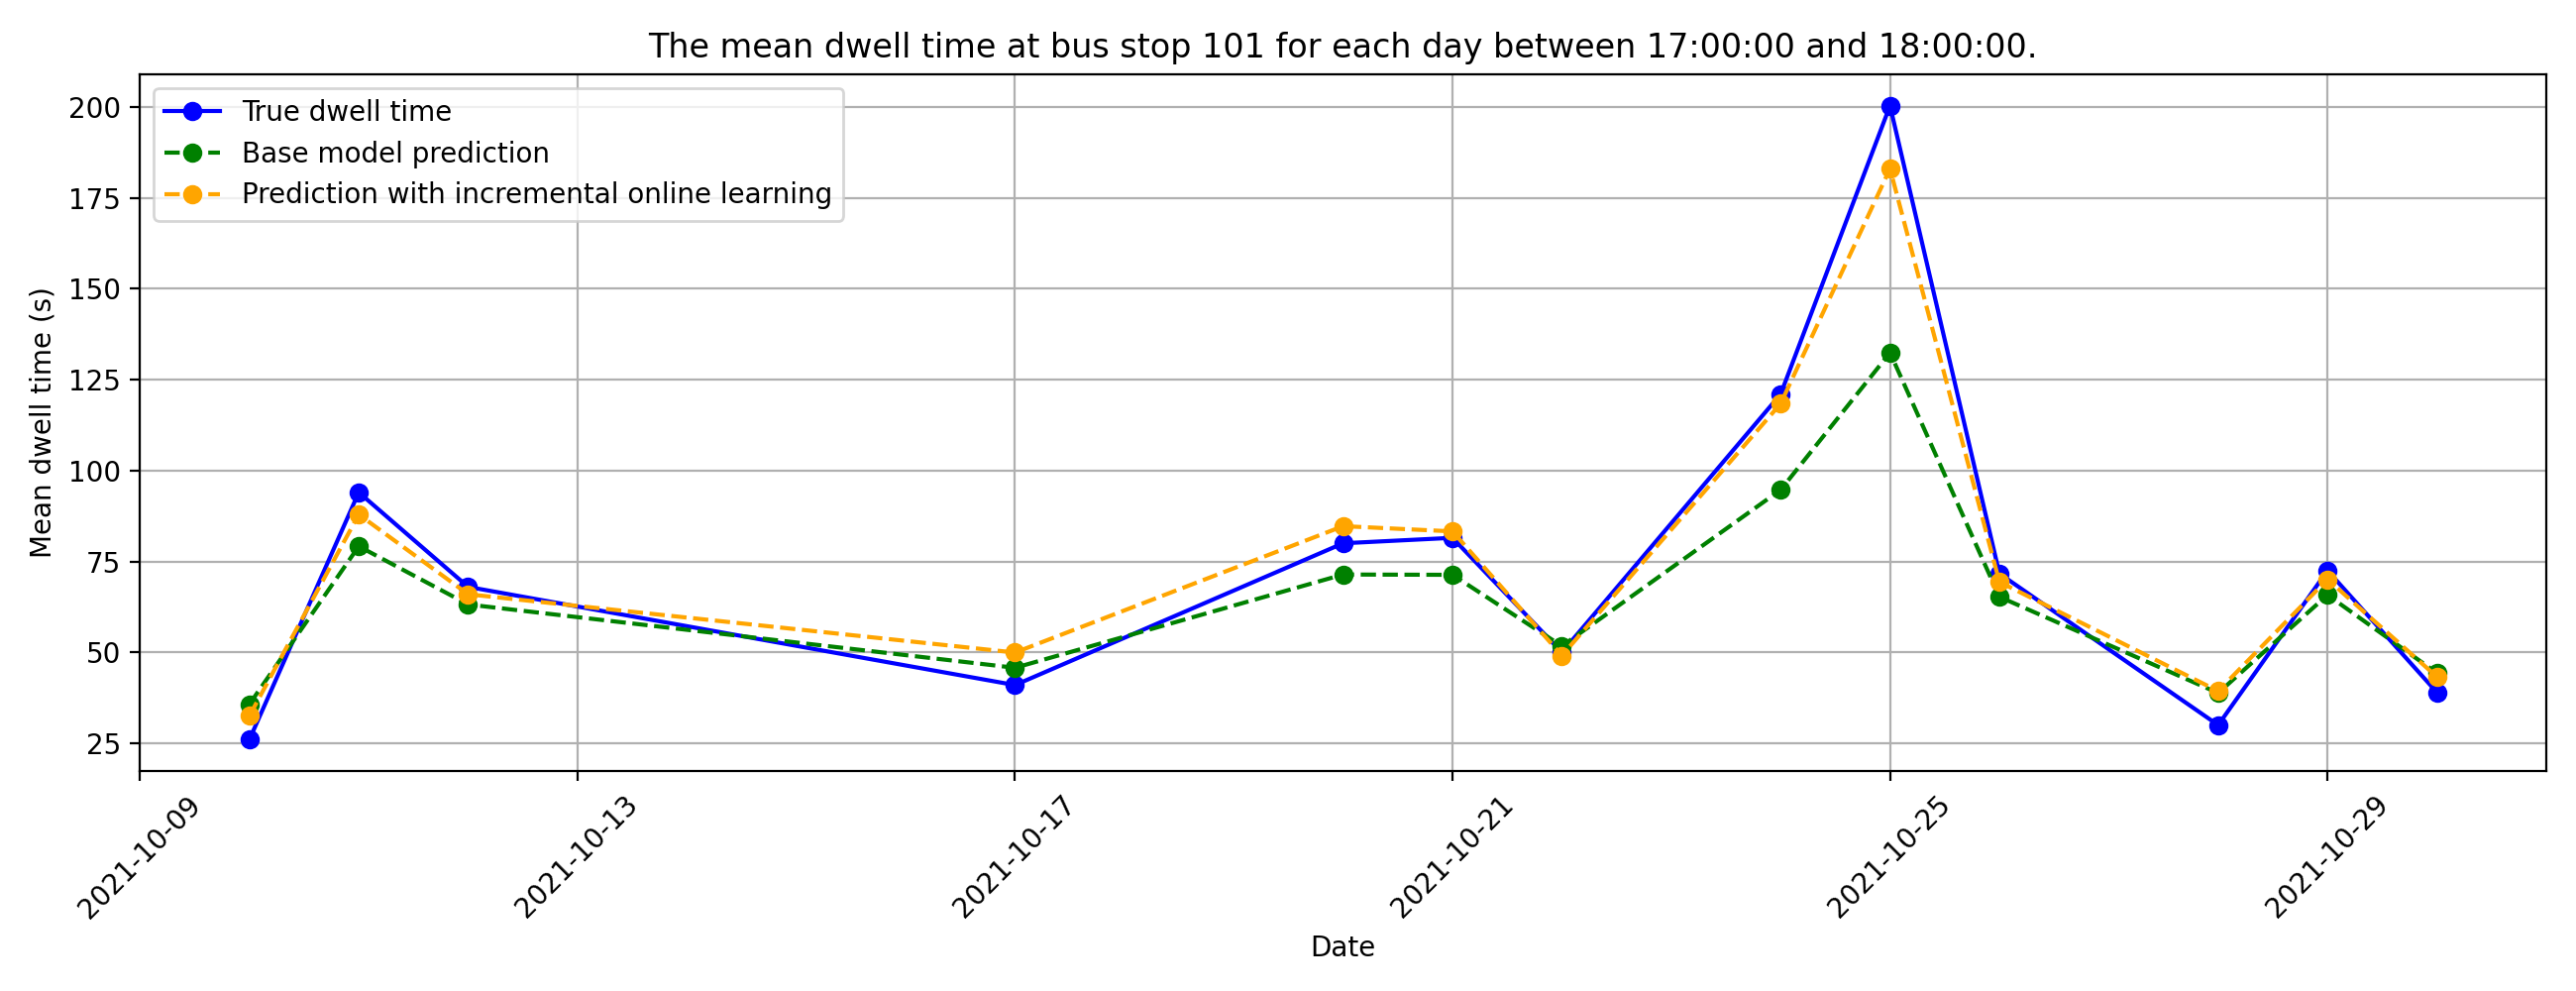 The mean dwell time at bus stop 101 for each day between 17:00:00 and 18:00:00.
True dwell time
Base model prediction
Prediction with incremental online learning
Mean dwell time (s)
200
175
150
125
100
75
50
25
2021-10-09
2021-10-13
2021-10-17
2021-10-21
2021-10-25
2021-10-29
Date